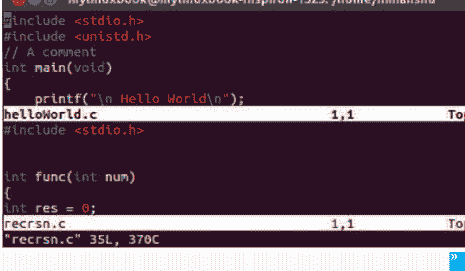 #include <stdio.h>
#include <unistd.h>
// A comment
int main(void)
{
printf("\n Hello World\n");
helloWorld.c 1,1 To
#include <stdio.h>
int func(int num)
{
int res = 0;
recrsn.c 1,1 To
"recrsn.c" 35L, 370C
»